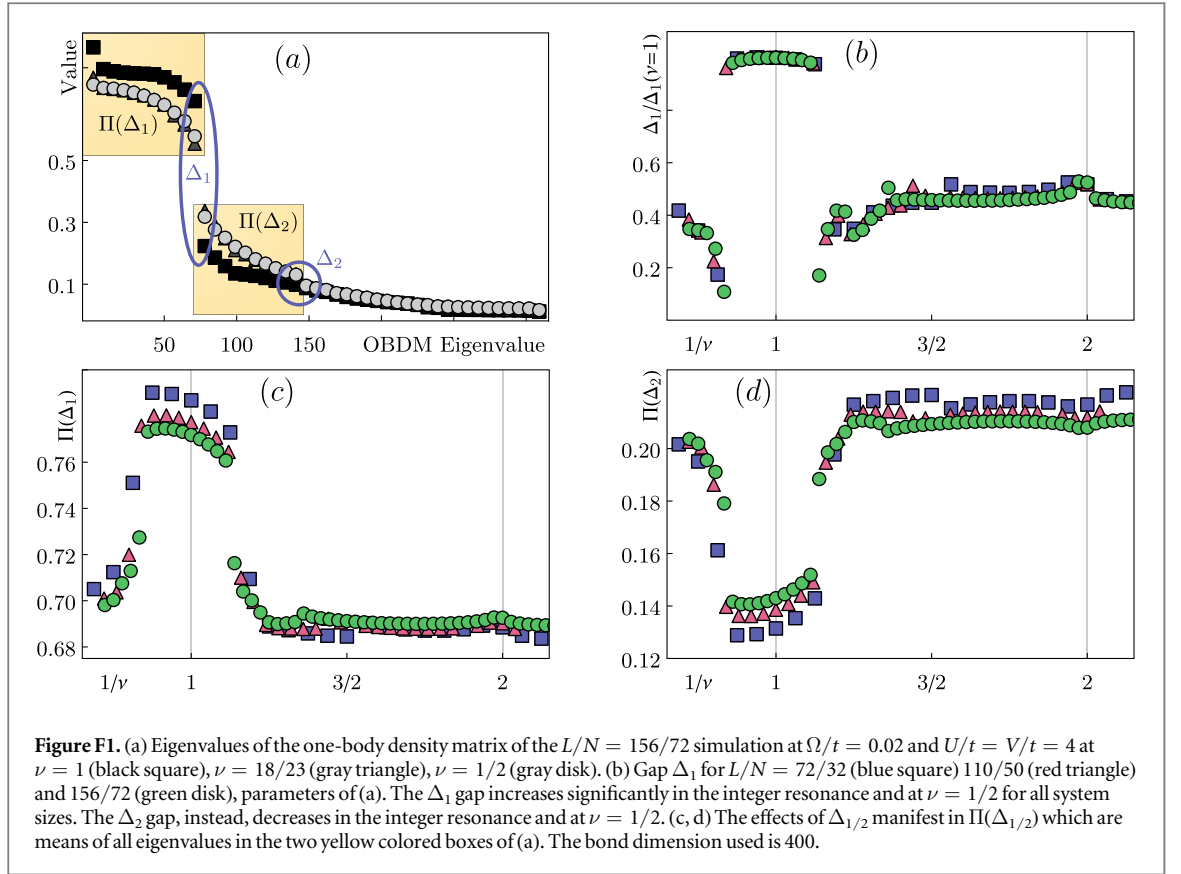 (a)
Value
Π(Δ₁)
0.5
Δ₁
0.3
Π(Δ₂)
Δ₂
0.1
50 100 150 OBDM Eigenvalue
(b)
Δ₁/Δ₁(ν=1)
0.6
0.4
0.2
1/ν 1 3/2 2
(c)
Π(Δ₁)
0.76
0.74
0.72
0.70
0.68
1/ν 1 3/2 2
(d)
Π(Δ₂)
0.20
0.18
0.16
0.14
0.12
1/ν 1 3/2 2
Figure F1. (a) Eigenvalues of the one-body density matrix of the L/N = 156/72 simulation at Ω/t = 0.02 and U/t = V/t = 4 at
ν = 1 (black square), ν = 18/23 (gray triangle), ν = 1/2 (gray disk). (b) Gap Δ₁ for L/N = 72/32 (blue square) 110/50 (red triangle)
and 156/72 (green disk), parameters of (a). The Δ₁ gap increases significantly in the integer resonance and at ν = 1/2 for all system
sizes. The Δ₂ gap, instead, decreases in the integer resonance and at ν = 1/2. (c, d) The effects of Δ₁/₂ manifest in Π(Δ₁/₂) which are
means of all eigenvalues in the two yellow colored boxes of (a). The bond dimension used is 400.